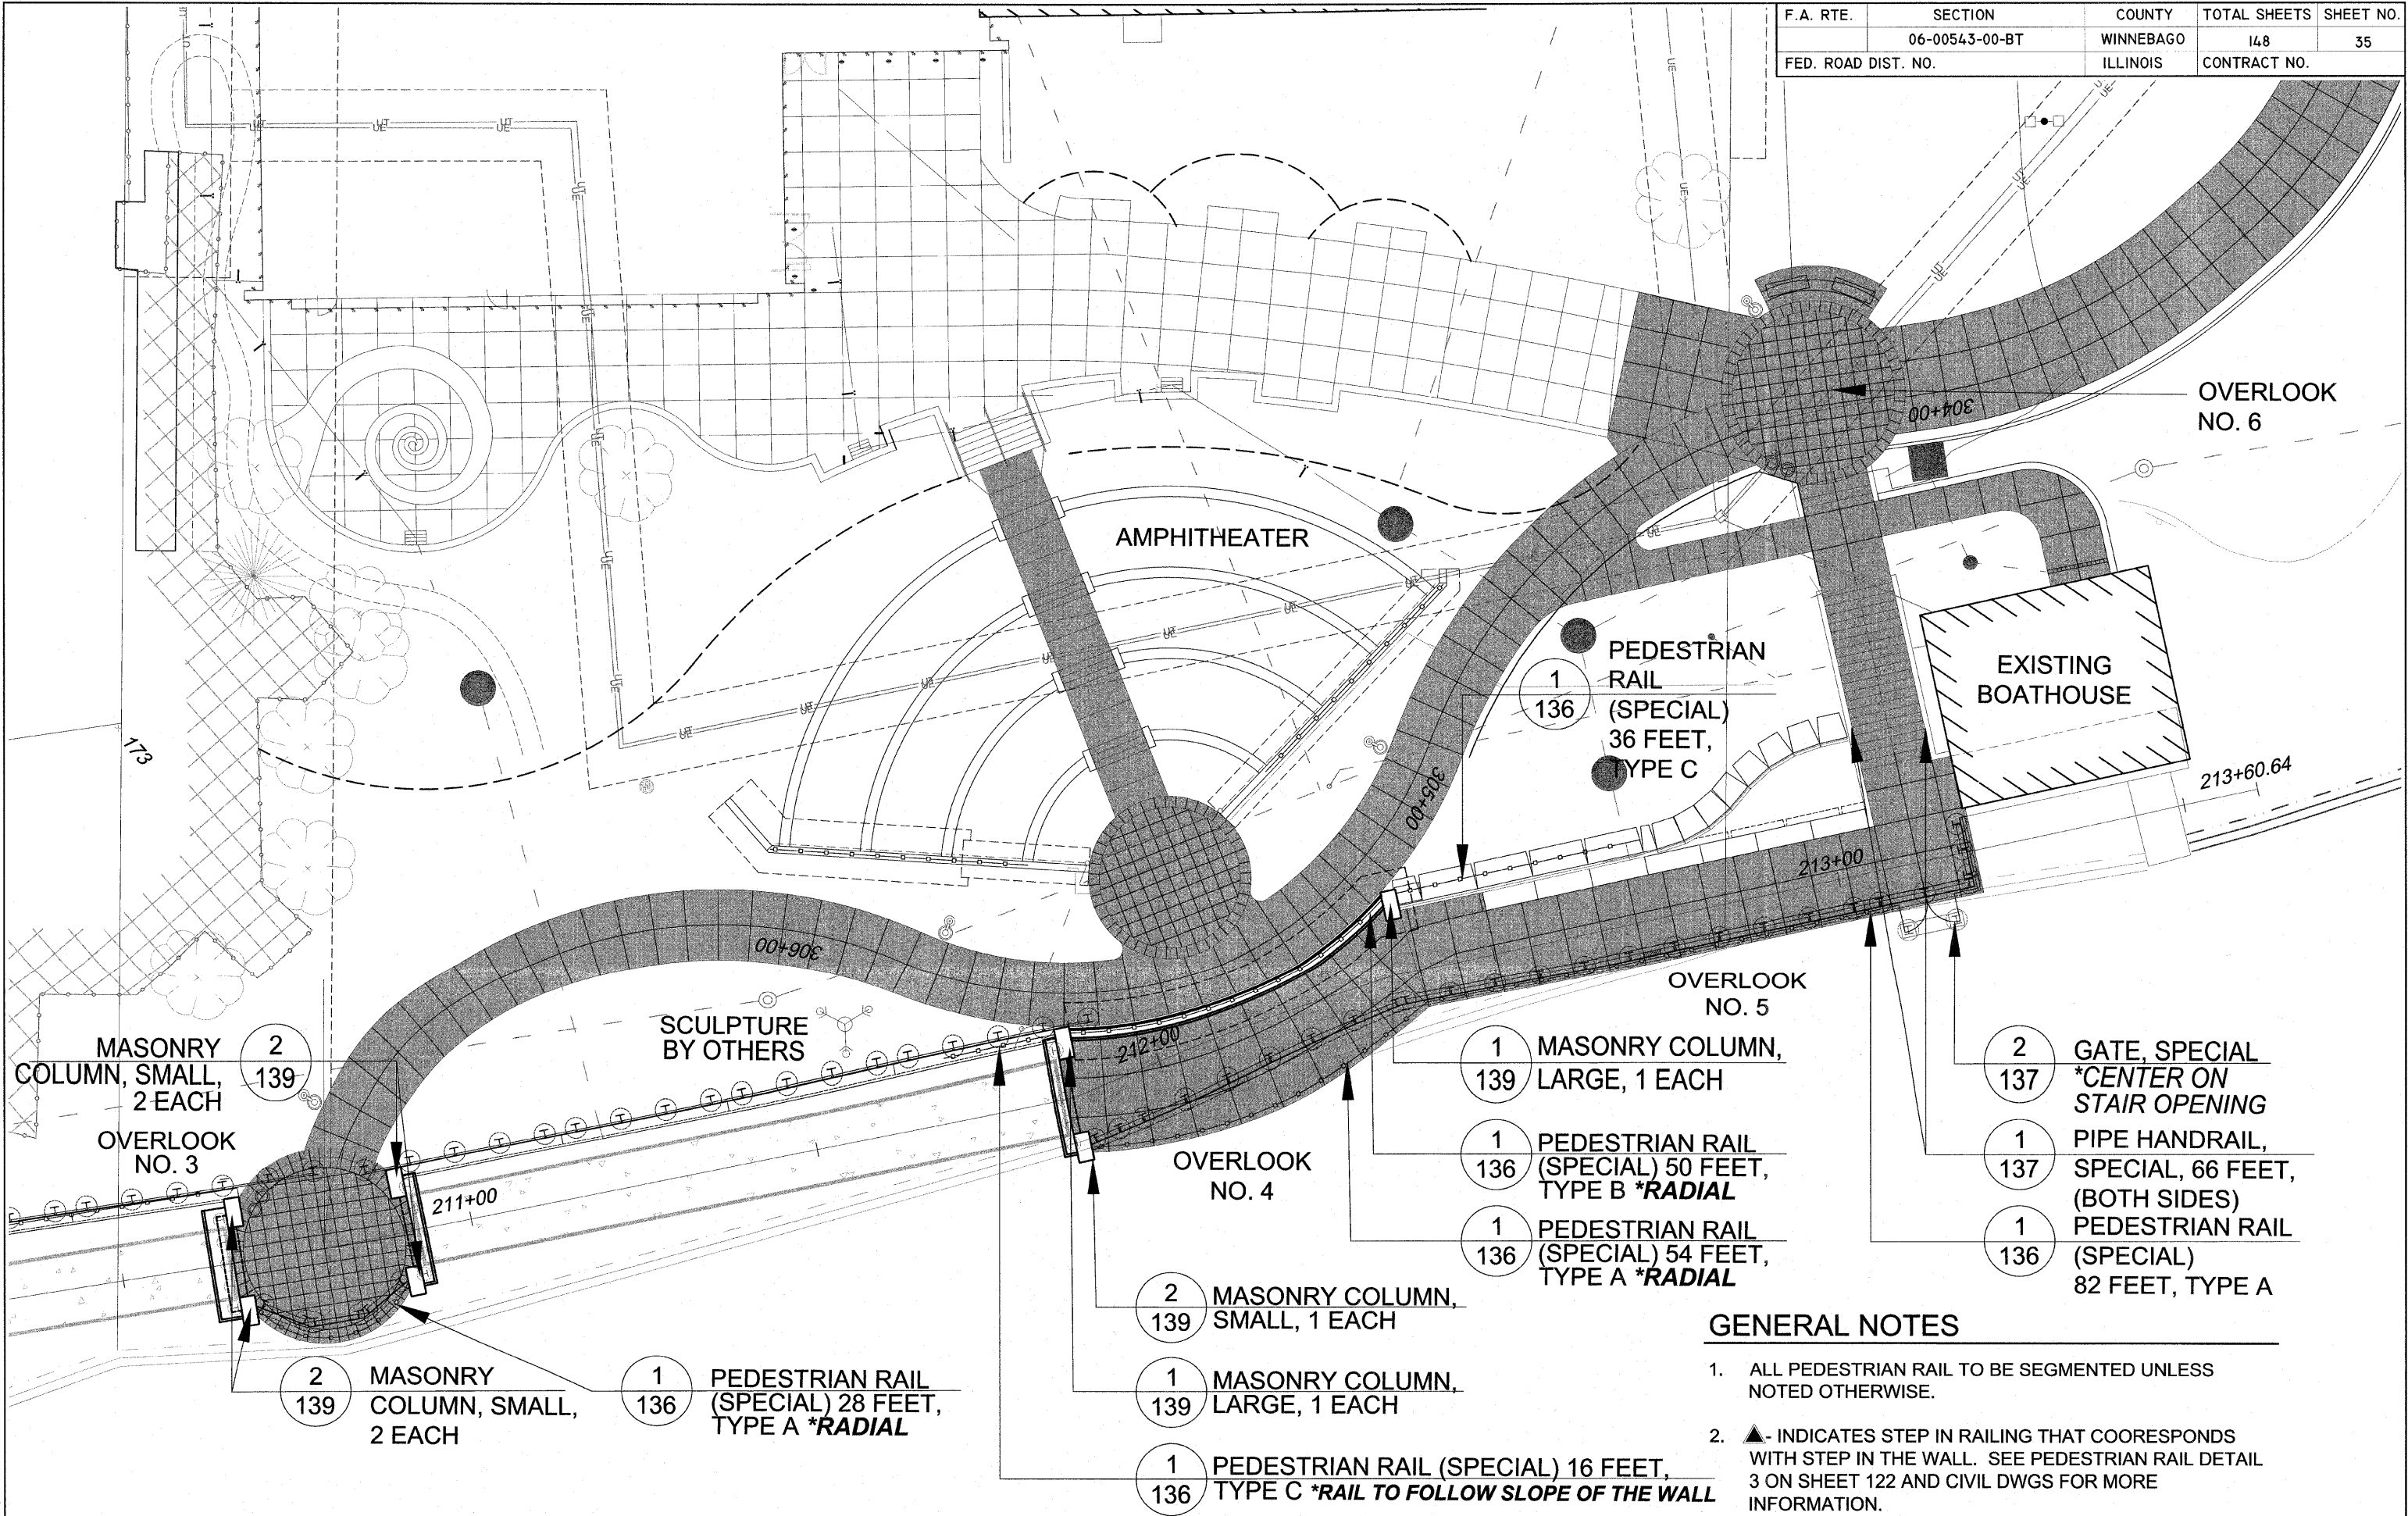 F.A. RTE. SECTION COUNTY TOTAL SHEETS SHEET NO.
06-00543-00-BT WINNEBAGO 148 35
FED. ROAD DIST. NO. ILLINOIS CONTRACT NO.
UE UE UE
UE
UE
304+00
OVERLOOK
NO. 6
AMPHITHEATER
PEDESTRIAN
RAIL
(SPECIAL)
36 FEET,
TYPE C
1
136
EXISTING
BOATHOUSE
173
305+00
213+60.64
213+00
306+00
SCULPTURE
BY OTHERS
212+00
OVERLOOK
NO. 5
MASONRY
COLUMN, SMALL,
2 EACH
2
139
OVERLOOK
NO. 3
211+00
OVERLOOK
NO. 4
1
139
MASONRY COLUMN,
LARGE, 1 EACH
1
136
PEDESTRIAN RAIL
(SPECIAL) 50 FEET,
TYPE B *RADIAL
1
136
PEDESTRIAN RAIL
(SPECIAL) 54 FEET,
TYPE A *RADIAL
2
137
GATE, SPECIAL
*CENTER ON
STAIR OPENING
1
137
PIPE HANDRAIL,
SPECIAL, 66 FEET,
(BOTH SIDES)
1
136
PEDESTRIAN RAIL
(SPECIAL)
82 FEET, TYPE A
2
139
MASONRY
COLUMN, SMALL,
2 EACH
1
136
PEDESTRIAN RAIL
(SPECIAL) 28 FEET,
TYPE A *RADIAL
2
139
MASONRY COLUMN,
SMALL, 1 EACH
1
139
MASONRY COLUMN,
LARGE, 1 EACH
1
136
PEDESTRIAN RAIL (SPECIAL) 16 FEET,
TYPE C *RAIL TO FOLLOW SLOPE OF THE WALL
GENERAL NOTES
1. ALL PEDESTRIAN RAIL TO BE SEGMENTED UNLESS
NOTED OTHERWISE.
2. - INDICATES STEP IN RAILING THAT COORESPONDS
WITH STEP IN THE WALL. SEE PEDESTRIAN RAIL DETAIL
3 ON SHEET 122 AND CIVIL DWGS FOR MORE
INFORMATION.